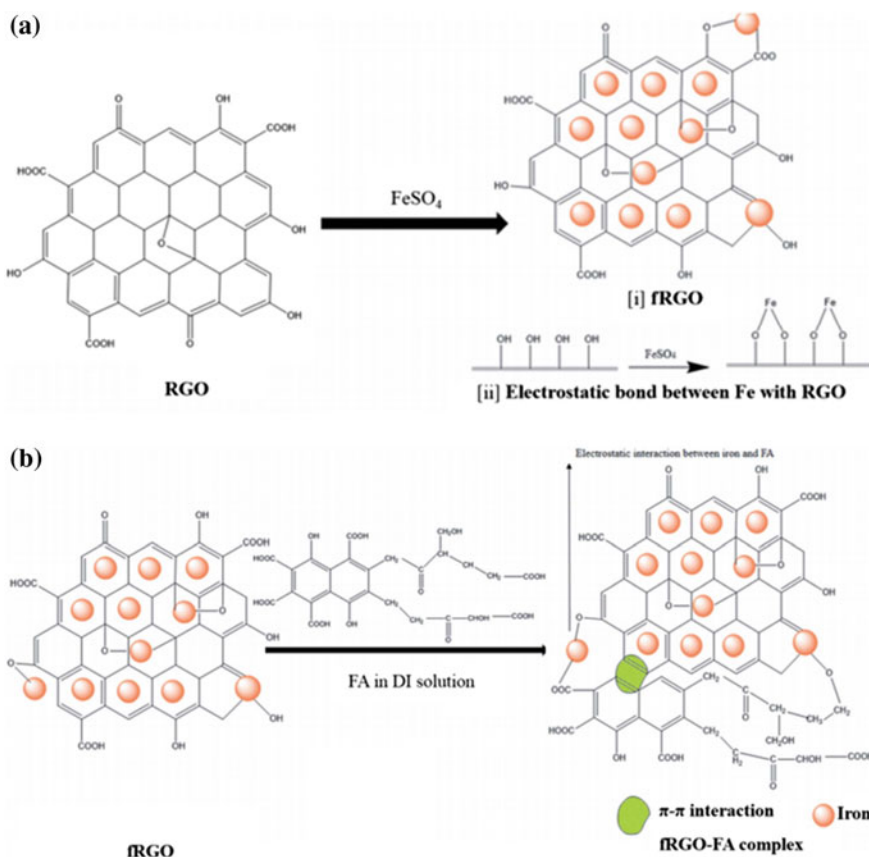 (a)
O
OH
COOH
HOOC
O
OH
HO
OH
COOH
O
RGO
FeSO₄
O
O
COO
HOOC
O
O
OH
HO
OH
COOH
OH
[i] fRGO
OH OH OH OH
FeSO₄
Fe Fe
O O O O
[ii] Electrostatic bond between Fe with RGO
(b)
O
OH
COOH
HOOC
O
O
OH
O
OH
COOH
OH
fRGO
OH
COOH
HOOC
HOOC
COOH
OH
CH₂
CH₂OH
CH
O
CH₂
COOH
CH₂
O
CHOH
COOH
FA in DI solution
Electrostatic interaction between iron and FA
O
OH
COOH
HOOC
O
O
OH
O
O
OOC
HOOC
OH
COOH
CH₂
O
CH₂
CH₂
CH₂OH
C
H₂
C
O
CHOH
COOH
π-π interaction
Iron
fRGO-FA complex